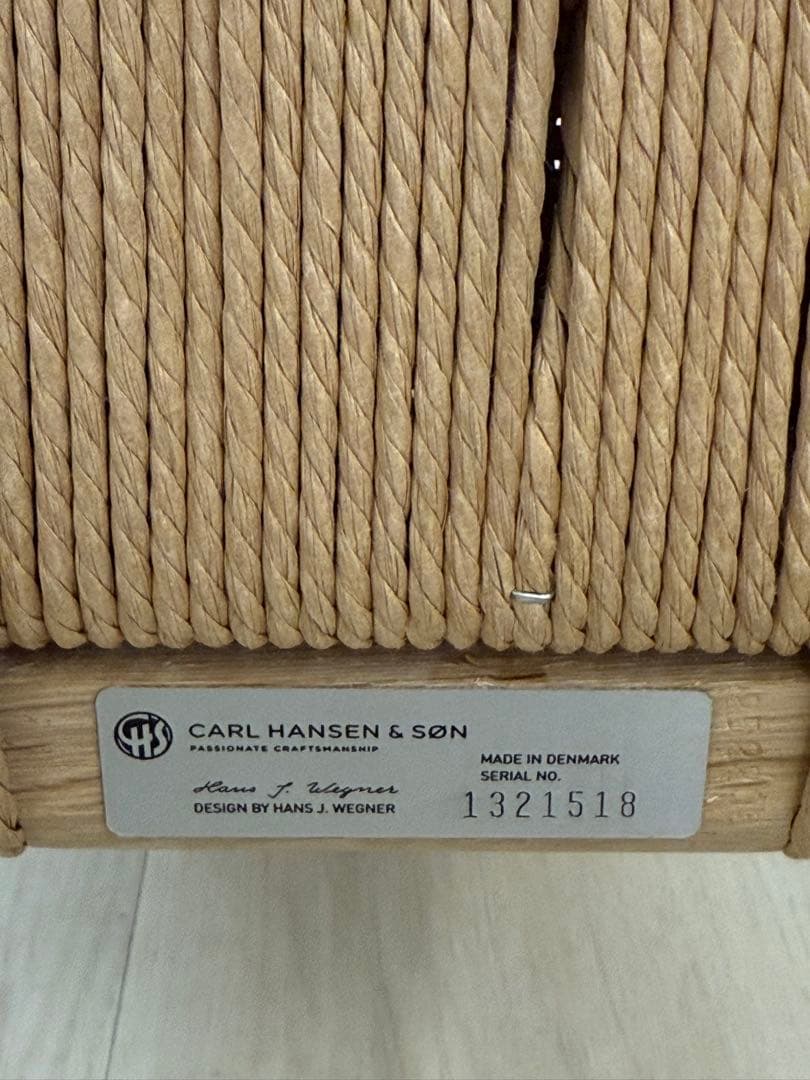 CHS
CARL HANSEN & SØN
PASSIONATE CRAFTSMANSHIP
Hans J. Wegner
DESIGN BY HANS J. WEGNER
MADE IN DENMARK
SERIAL NO.
1321518